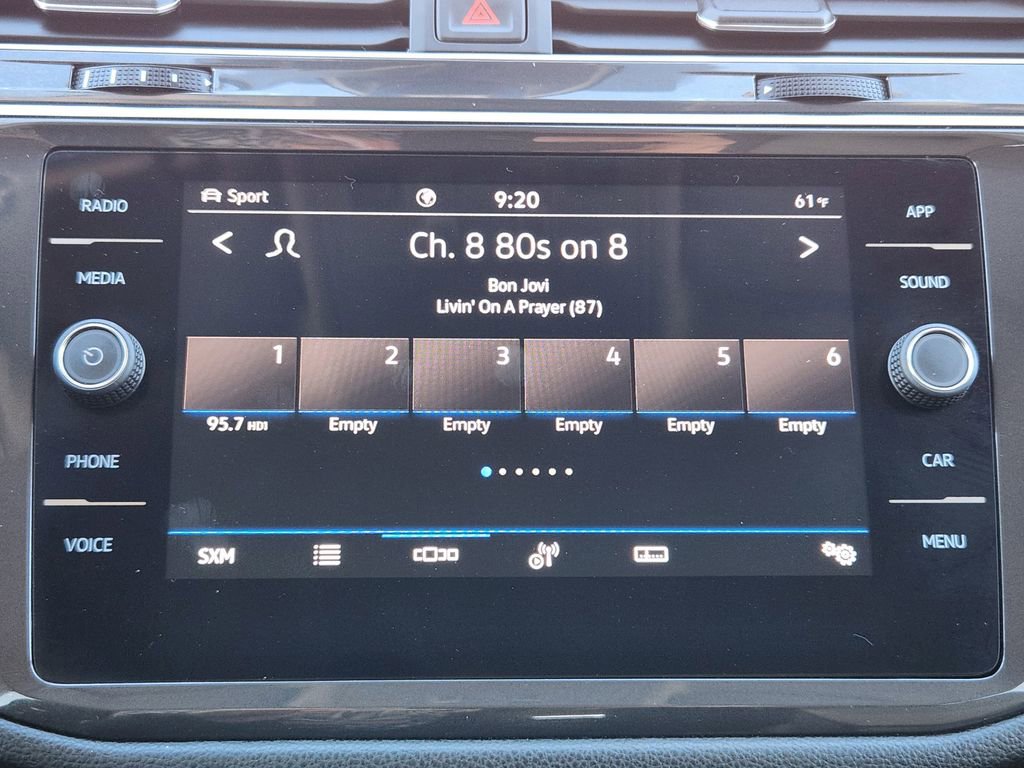 RADIO
MEDIA
PHONE
VOICE
Sport
9:20
61°F
< Ch. 8 80s on 8 >
Bon Jovi
Livin' On A Prayer (87)
1 2 3 4 5 6
95.7 HD1 Empty Empty Empty Empty Empty
SXM
APP
SOUND
CAR
MENU